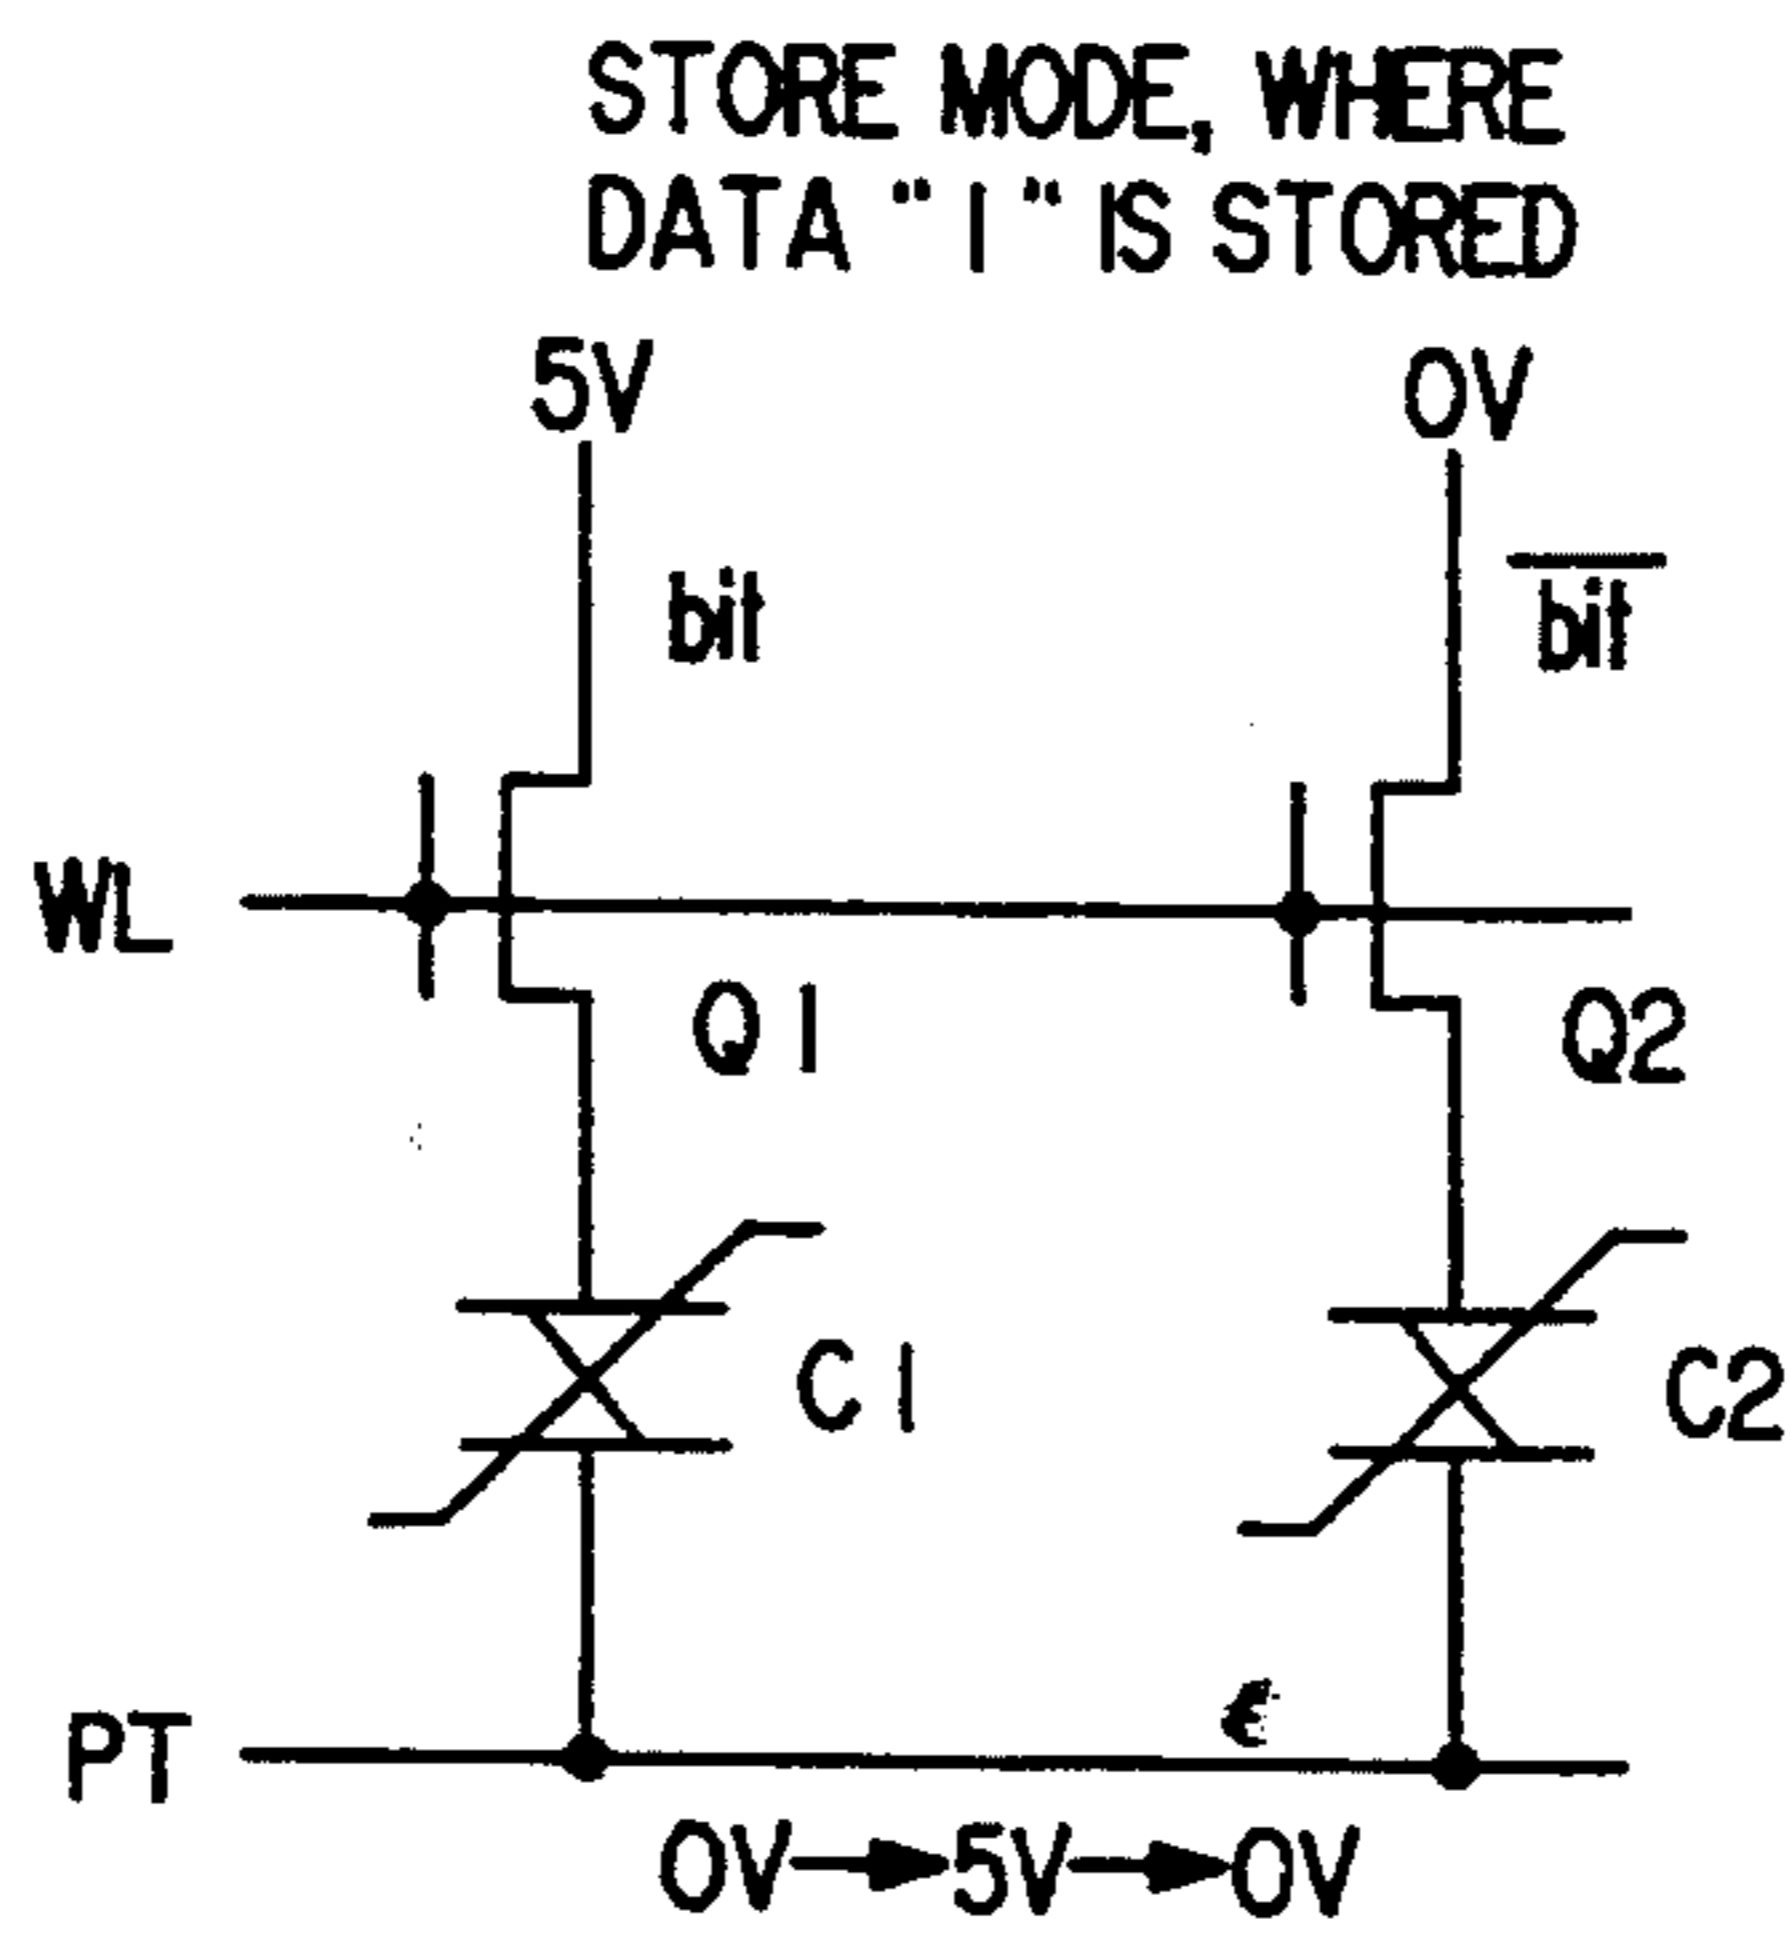 STORE MODE, WHERE
DATA "1" IS STORED
5V 0V
bit b̅i̅t̅
WL
Q1 Q2
C1 C2
PT
0V→5V→0V